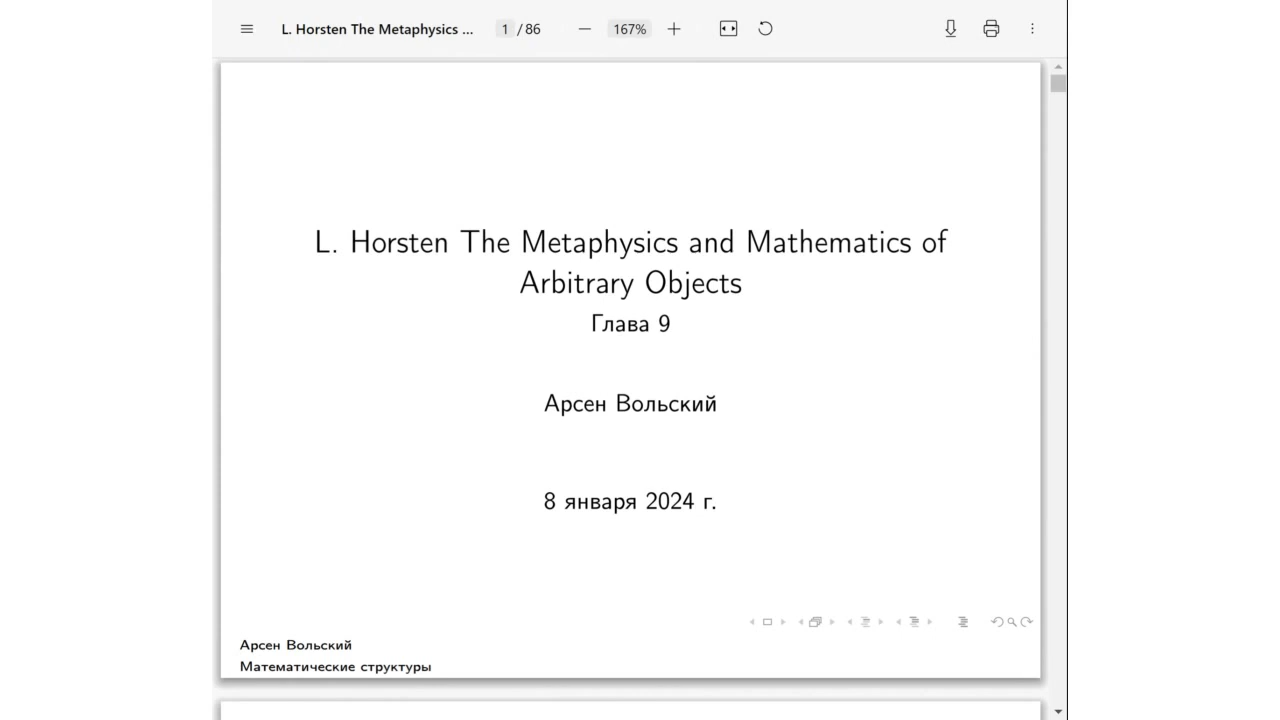 L. Horsten The Metaphysics ...
1 / 86
167%
L. Horsten The Metaphysics and Mathematics of
Arbitrary Objects
Глава 9
Арсен Вольский
8 января 2024 г.
Арсен Вольский
Математические структуры